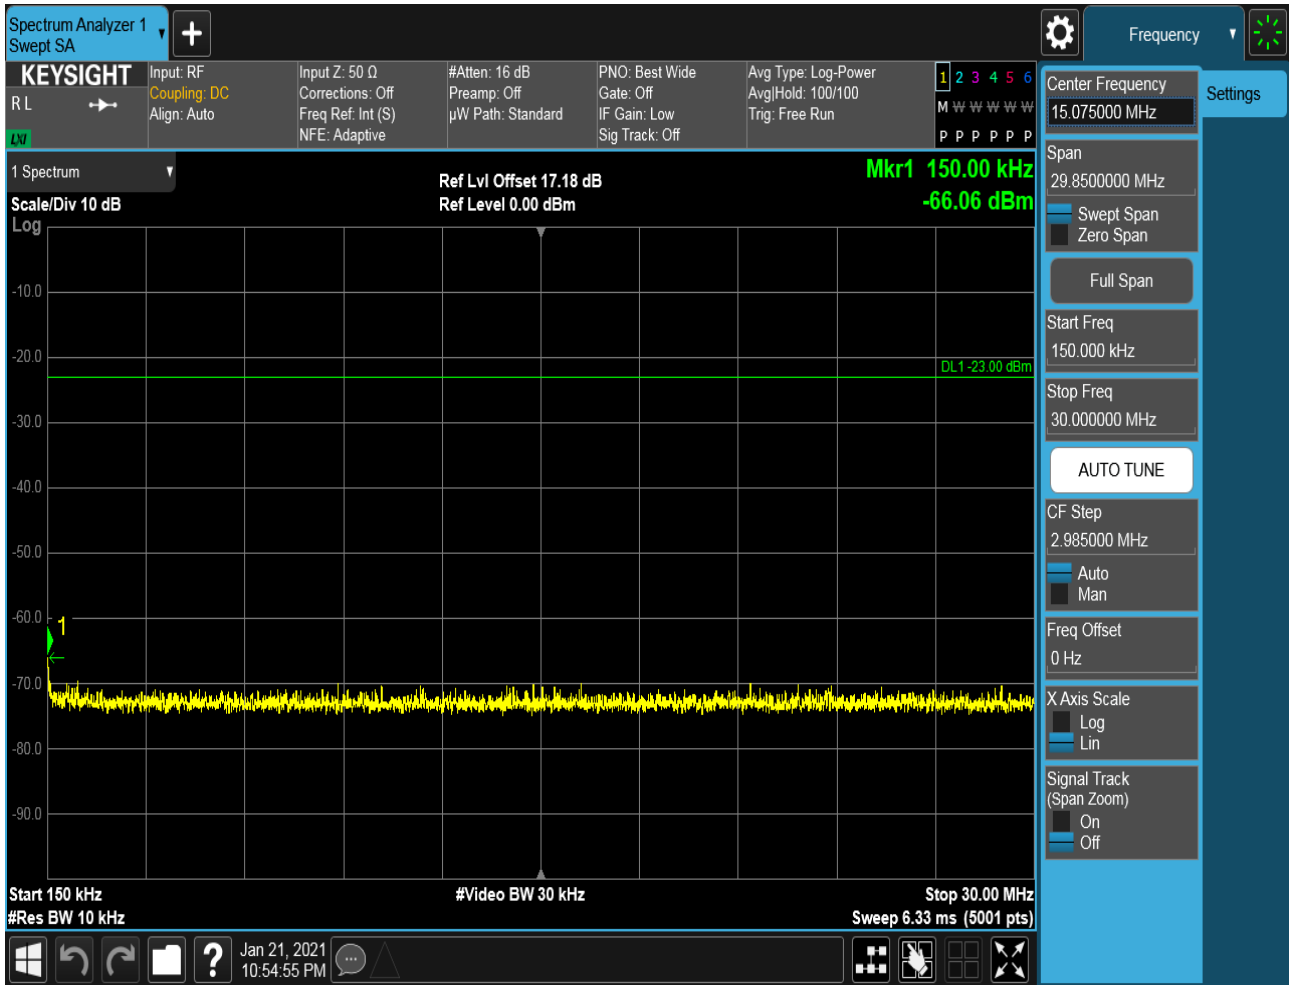 Spectrum Analyzer 1
Swept SA
Frequency
KEYSIGHT
R L
LXI
Input: RF
Coupling: DC
Align: Auto
Input Z: 50 Ω
Corrections: Off
Freq Ref: Int (S)
NFE: Adaptive
#Atten: 16 dB
Preamp: Off
µW Path: Standard
PNO: Best Wide
Gate: Off
IF Gain: Low
Sig Track: Off
Avg Type: Log-Power
Avg|Hold: 100/100
Trig: Free Run
1 2 3 4 5 6
M W W W W W
P P P P P P
1 Spectrum
Scale/Div 10 dB
Log
Ref Lvl Offset 17.18 dB
Ref Level 0.00 dBm
Mkr1 150.00 kHz
-66.06 dBm
-10.0
-20.0
DL1 -23.00 dBm
-30.0
-40.0
-50.0
-60.0
1
-70.0
-80.0
-90.0
Start 150 kHz
#Video BW 30 kHz
Stop 30.00 MHz
#Res BW 10 kHz
Sweep 6.33 ms (5001 pts)
Center Frequency
15.075000 MHz
Settings
Span
29.8500000 MHz
Swept Span
Zero Span
Full Span
Start Freq
150.000 kHz
Stop Freq
30.000000 MHz
AUTO TUNE
CF Step
2.985000 MHz
Auto
Man
Freq Offset
0 Hz
X Axis Scale
Log
Lin
Signal Track
(Span Zoom)
On
Off
?
Jan 21, 2021
10:54:55 PM